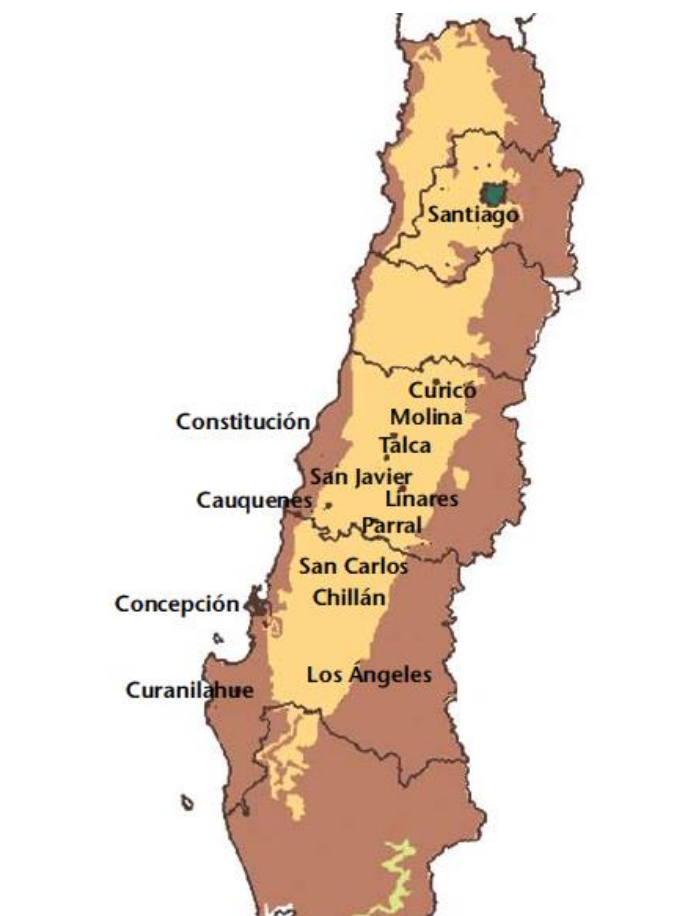 Santiago
Curicó
Molina
Constitución
Talca
San Javier
Linares
Cauquenes
Parral
San Carlos
Chillán
Concepción
Los Ángeles
Curanilahue